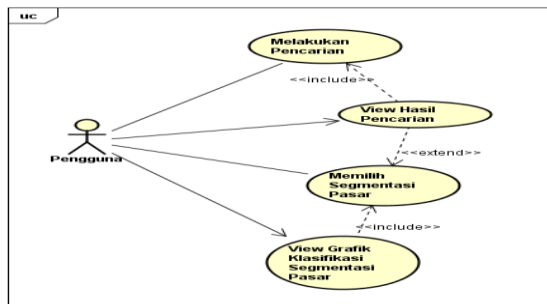 uc
Melakukan
Pencarian
<<include>>
View Hasil
Pencarian
Pengguna
<<extend>>
Memilih
Segmentasi
Pasar
<<include>>
View Grafik
Klasifikasi
Segmentasi
Pasar